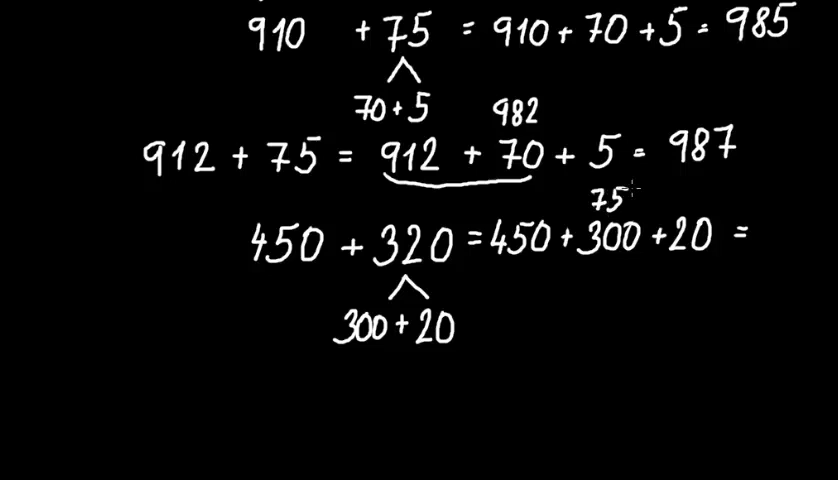 910 + 75 = 910 + 70 + 5 = 985
70 + 5 982
912 + 75 = 912 + 70 + 5 = 987
75
450 + 320 = 450 + 300 + 20 =
300 + 20